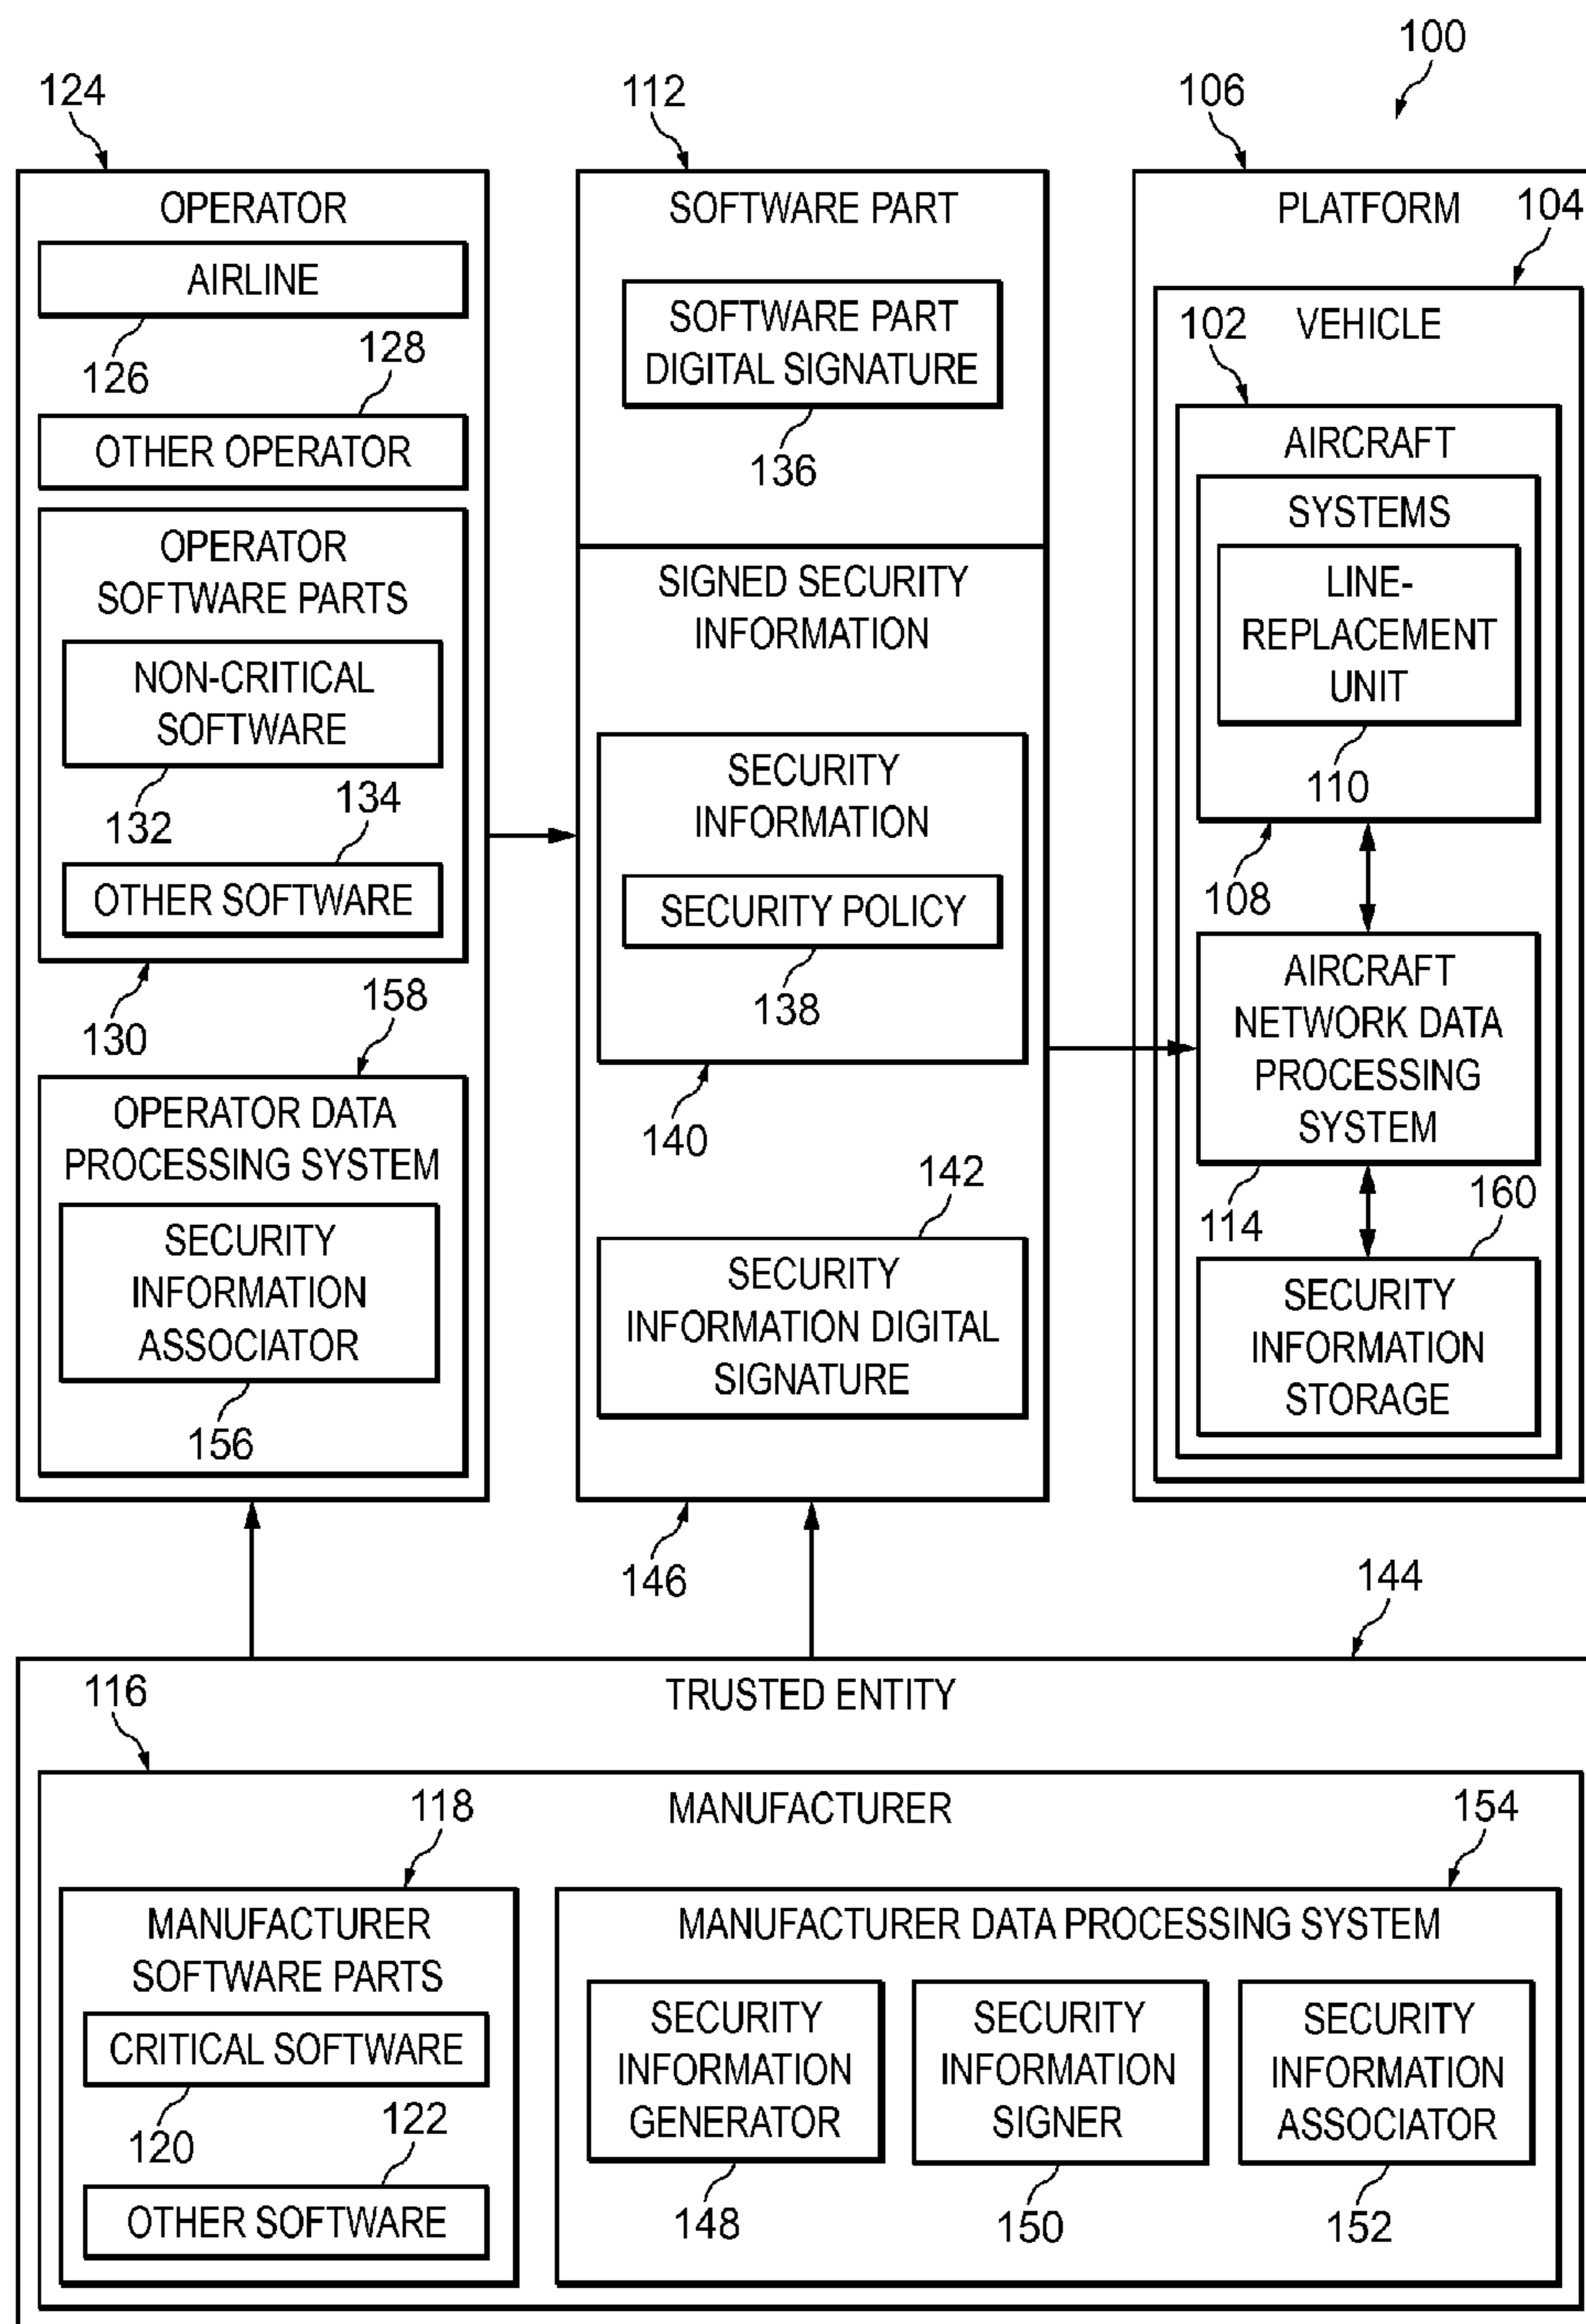 100
124
112
106
OPERATOR
AIRLINE
126
128
OTHER OPERATOR
OPERATOR
SOFTWARE PARTS
NON-CRITICAL
SOFTWARE
132
134
OTHER SOFTWARE
130
158
OPERATOR DATA
PROCESSING SYSTEM
SECURITY
INFORMATION
ASSOCIATOR
156
SOFTWARE PART
SOFTWARE PART
DIGITAL SIGNATURE
136
SIGNED SECURITY
INFORMATION
SECURITY
INFORMATION
SECURITY POLICY
138
140
142
SECURITY
INFORMATION DIGITAL
SIGNATURE
146
PLATFORM
104
VEHICLE
102
AIRCRAFT
SYSTEMS
LINE-
REPLACEMENT
UNIT
110
108
AIRCRAFT
NETWORK DATA
PROCESSING
SYSTEM
114
160
SECURITY
INFORMATION
STORAGE
144
TRUSTED ENTITY
116
MANUFACTURER
118
MANUFACTURER
SOFTWARE PARTS
CRITICAL SOFTWARE
120
122
OTHER SOFTWARE
154
MANUFACTURER DATA PROCESSING SYSTEM
SECURITY
INFORMATION
GENERATOR
148
SECURITY
INFORMATION
SIGNER
150
SECURITY
INFORMATION
ASSOCIATOR
152